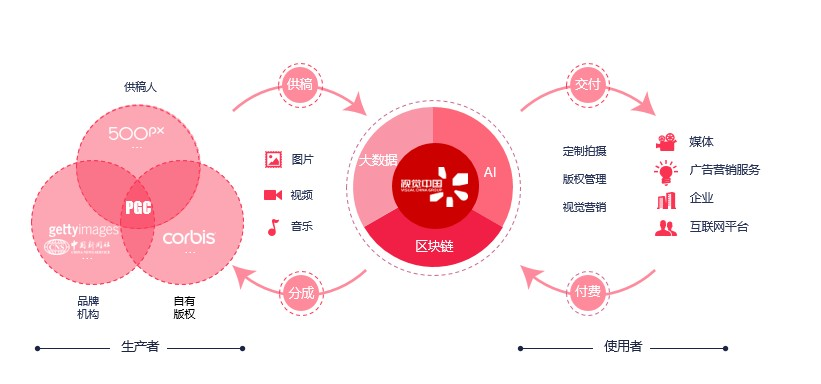 供稿人
500px
...
PGC
gettyimages
中国新闻社
...
corbis
...
品牌
机构
自有
版权
生产者
供稿
图片
视频
音乐
分成
大数据
AI
视觉中国
VISUAL CHINA GROUP
区块链
交付
定制拍摄
版权管理
视觉营销
付费
媒体
广告营销服务
企业
互联网平台
使用者